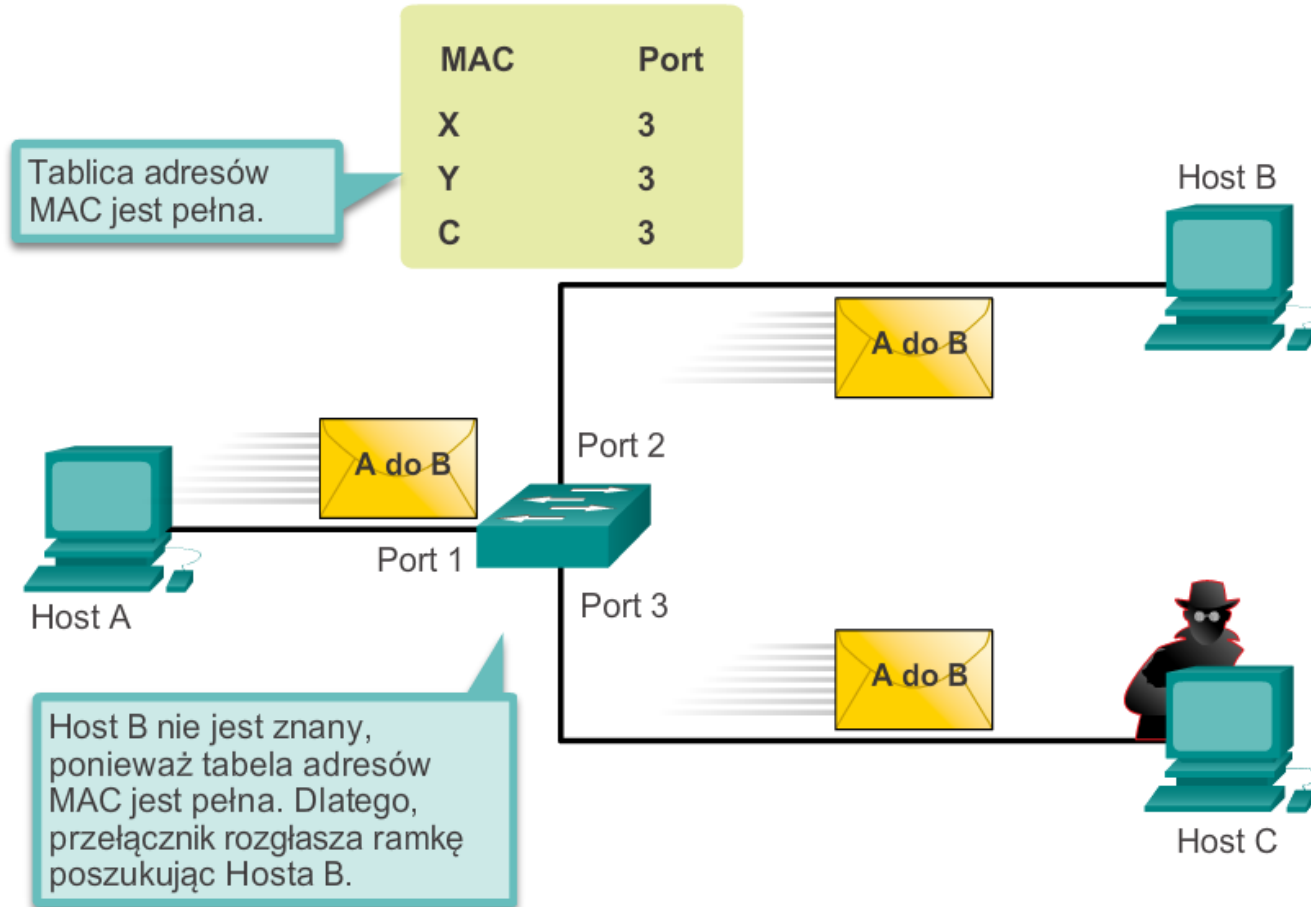 MAC Port
X 3
Y 3
C 3
Tablica adresów
MAC jest pełna.
Host B
A do B
A do B
Port 2
Port 1
Host A
Port 3
A do B
Host B nie jest znany,
ponieważ tabela adresów
MAC jest pełna. Dlatego,
przełącznik rozgłasza ramkę
poszukując Hosta B.
Host C